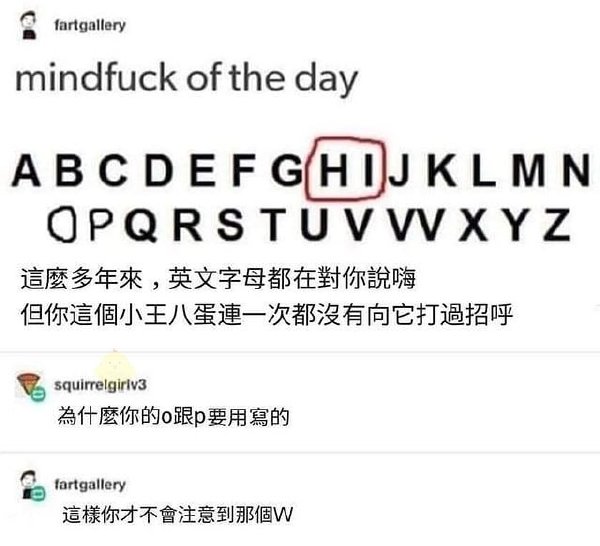 fartgallery
mindfuck of the day
A B C D E F G H I J K L M N
O P Q R S T U V VV X Y Z
這麼多年來，英文字母都在對你說嗨
但你這個小王八蛋連一次都沒有向它打過招呼
squirrelgirlv3
為什麼你的o跟p要用寫的
fartgallery
這樣你才不會注意到那個W